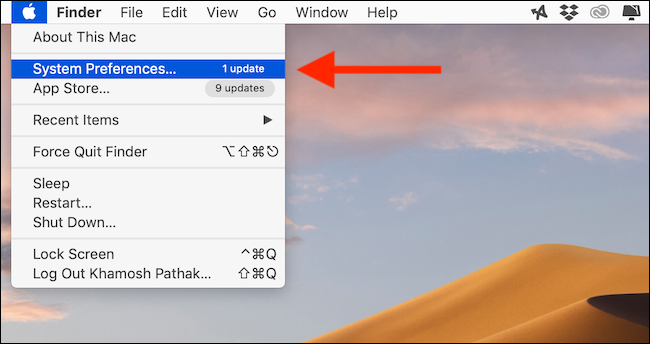 Finder File Edit View Go Window Help
About This Mac
System Preferences... 1 update
App Store... 9 updates
Recent Items ▶
Force Quit Finder ⌥⇧⌘⎋
Sleep
Restart...
Shut Down...
Lock Screen ^⌘Q
Log Out Khamosh Pathak... ⇧⌘Q